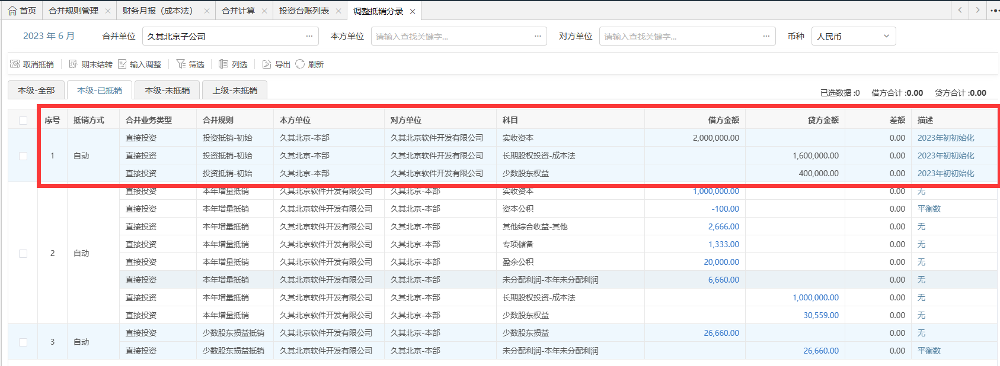 首页 合并规则管理 × 财务月报（成本法） × 合并计算 × 投资台账列表 × 调整抵销分录 ×
2023 年 6 月 合并单位 久其北京子公司 ··· 本方单位 请输入查找关键字... ··· 对方单位 请输入查找关键字... ··· 币种 人民币
取消抵销 期末结转 输入调整 筛选 列选 导出 刷新
本级-全部 本级-已抵销 本级-未抵销 上级-未抵销 已选数据 :0 借方合计 :0.00 贷方合计 :0.00
序号 抵销方式 合并业务类型 合并规则 本方单位 对方单位 科目 借方金额 贷方金额 差额 描述
直接投资 投资抵销-初始 久其北京-本部 久其北京软件开发有限公司 实收资本 2,000,000.00 0.00 2023年初初始化
1 自动 直接投资 投资抵销-初始 久其北京-本部 久其北京软件开发有限公司 长期股权投资-成本法 1,600,000.00 0.00 2023年初初始化
直接投资 投资抵销-初始 久其北京-本部 久其北京软件开发有限公司 少数股东权益 400,000.00 0.00 2023年初初始化
直接投资 本年增量抵销 久其北京软件开发有限公司 久其北京-本部 实收资本 1,000,000.00 0.00 无
直接投资 本年增量抵销 久其北京软件开发有限公司 久其北京-本部 资本公积 -100.00 0.00 平衡数
直接投资 本年增量抵销 久其北京软件开发有限公司 久其北京-本部 其他综合收益-其他 2,666.00 0.00 无
直接投资 本年增量抵销 久其北京软件开发有限公司 久其北京-本部 专项储备 1,333.00 0.00 无
2 自动
直接投资 本年增量抵销 久其北京软件开发有限公司 久其北京-本部 盈余公积 20,000.00 0.00 无
直接投资 本年增量抵销 久其北京软件开发有限公司 久其北京-本部 未分配利润-本年未分配利润 6,660.00 0.00 无
直接投资 本年增量抵销 久其北京软件开发有限公司 久其北京-本部 长期股权投资-成本法 1,000,000.00 0.00 无
直接投资 本年增量抵销 久其北京软件开发有限公司 久其北京-本部 少数股东权益 30,559.00 0.00 无
直接投资 少数股东损益抵销 久其北京软件开发有限公司 久其北京-本部 少数股东损益 26,660.00 0.00 无
3 自动
直接投资 少数股东损益抵销 久其北京软件开发有限公司 久其北京-本部 未分配利润-本年未分配利润 26,660.00 0.00 平衡数